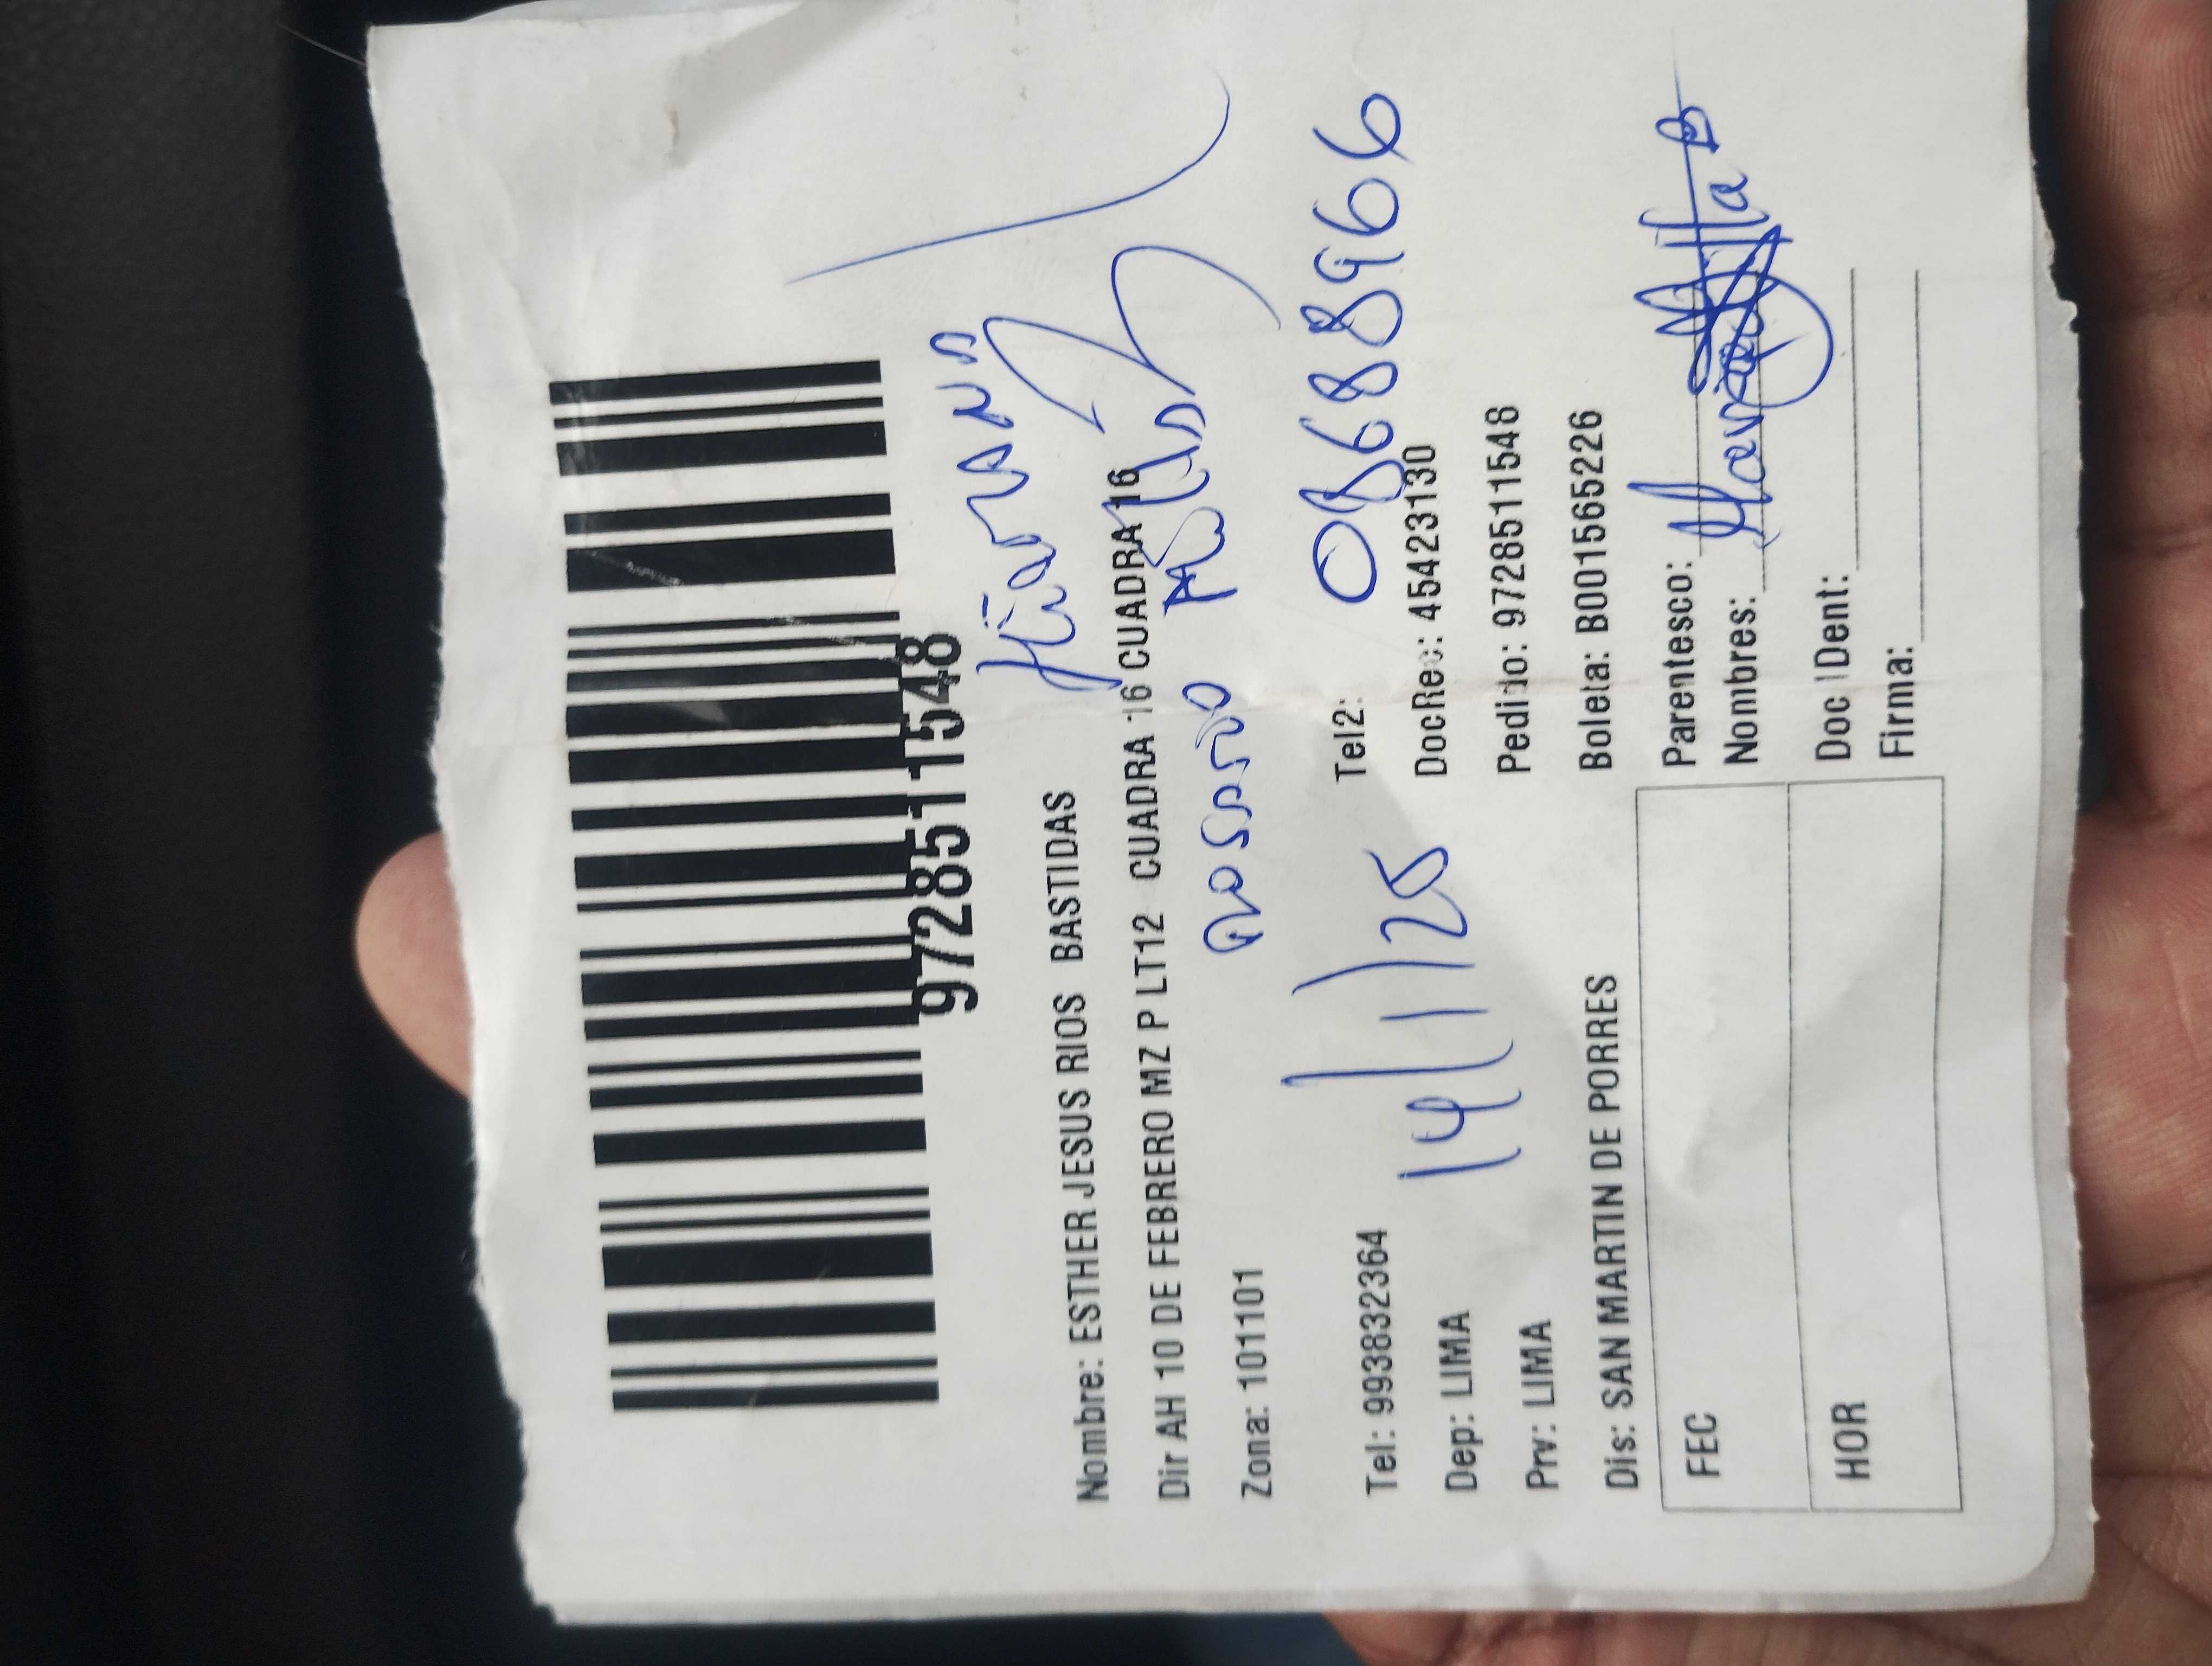 9728511548
Nombre: ESTHER JESUS RIOS BASTIDAS
Dir AH 10 DE FEBRERO MZ P LT12 CUADRA 16 CUADRA 16
Zona: 101101
Tel: 993832364
Tel2:
08688966
14/1/25
Dep: LIMA
DocRec: 45423130
Prv: LIMA
Pedido: 9728511548
Dis: SAN MARTIN DE PORRES
Boleta: B001565226
FEC
Parentesco:
Nombres:
HOR
Doc IDent:
Firma: